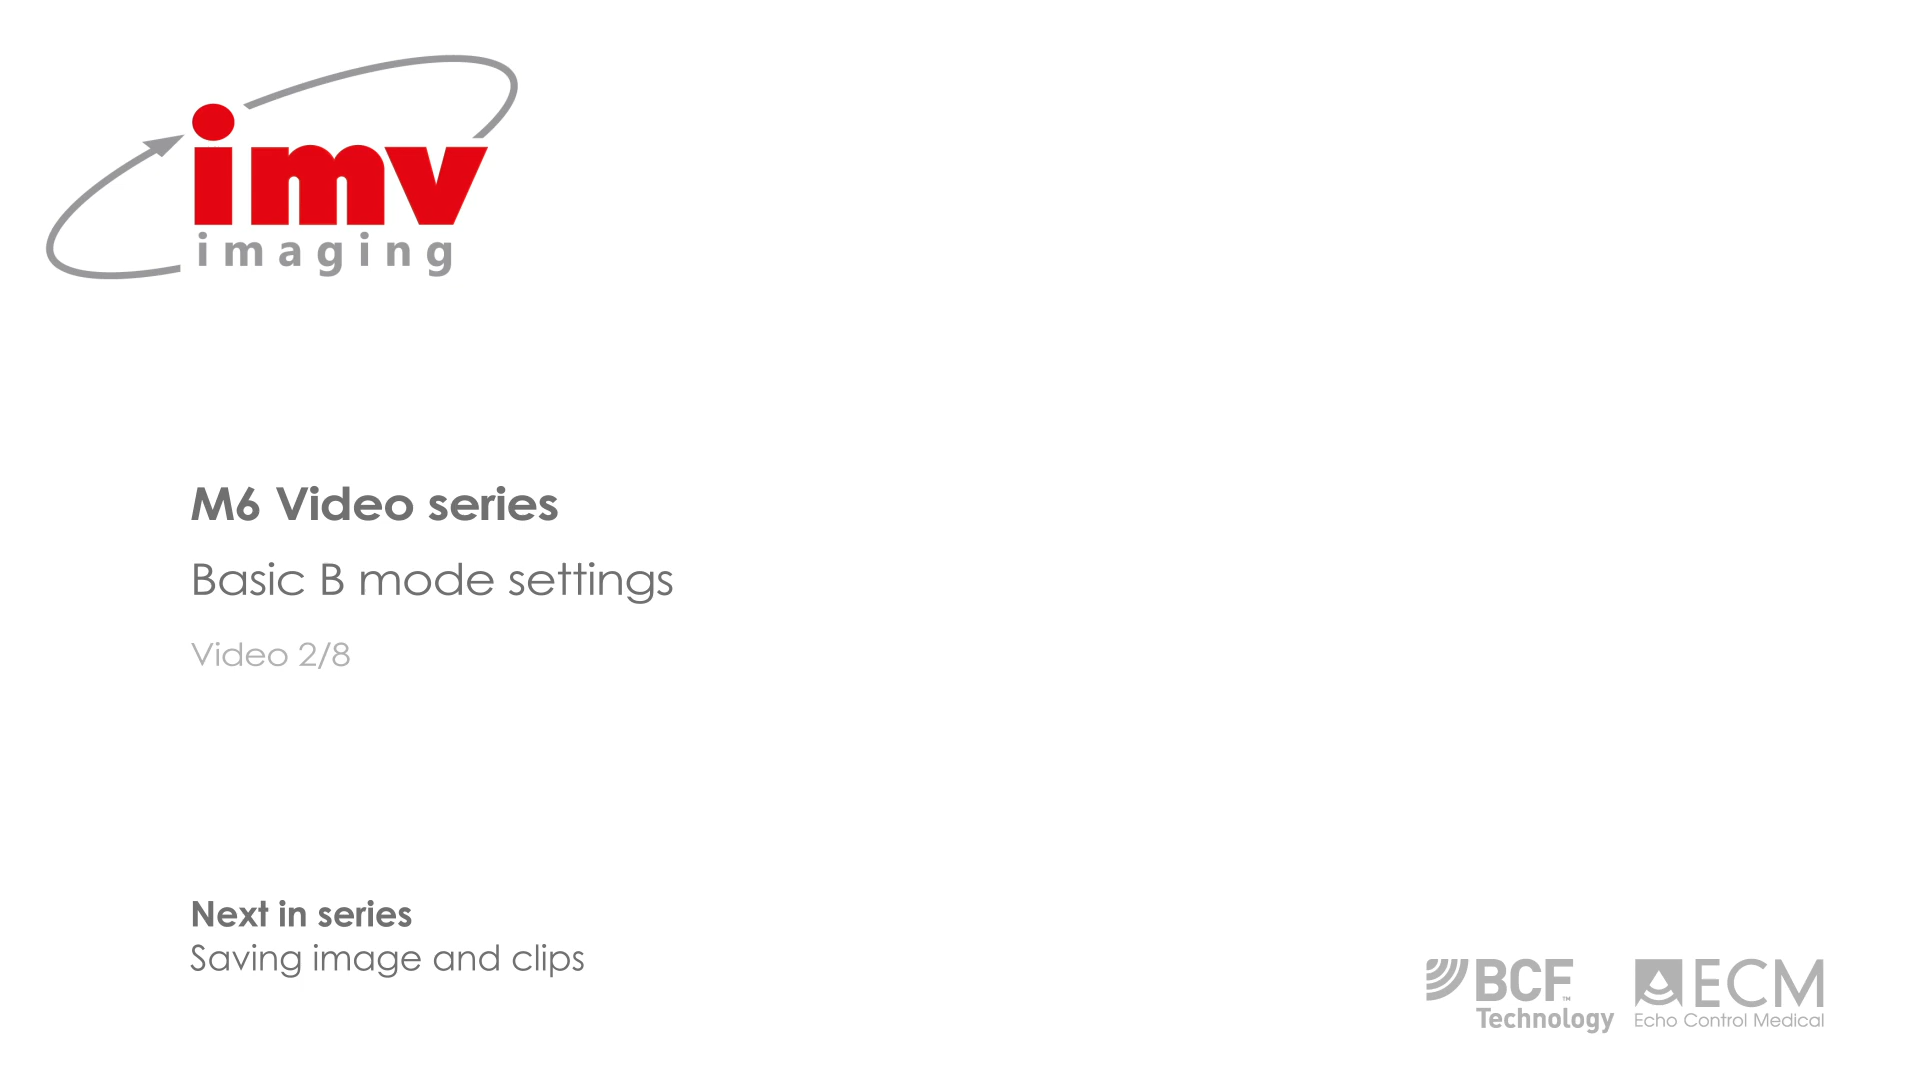 imv
imaging
M6 Video series
Basic B mode settings
Video 2/8
Next in series
Saving image and clips
BCF™
Technology
ECM
Echo Control Medical